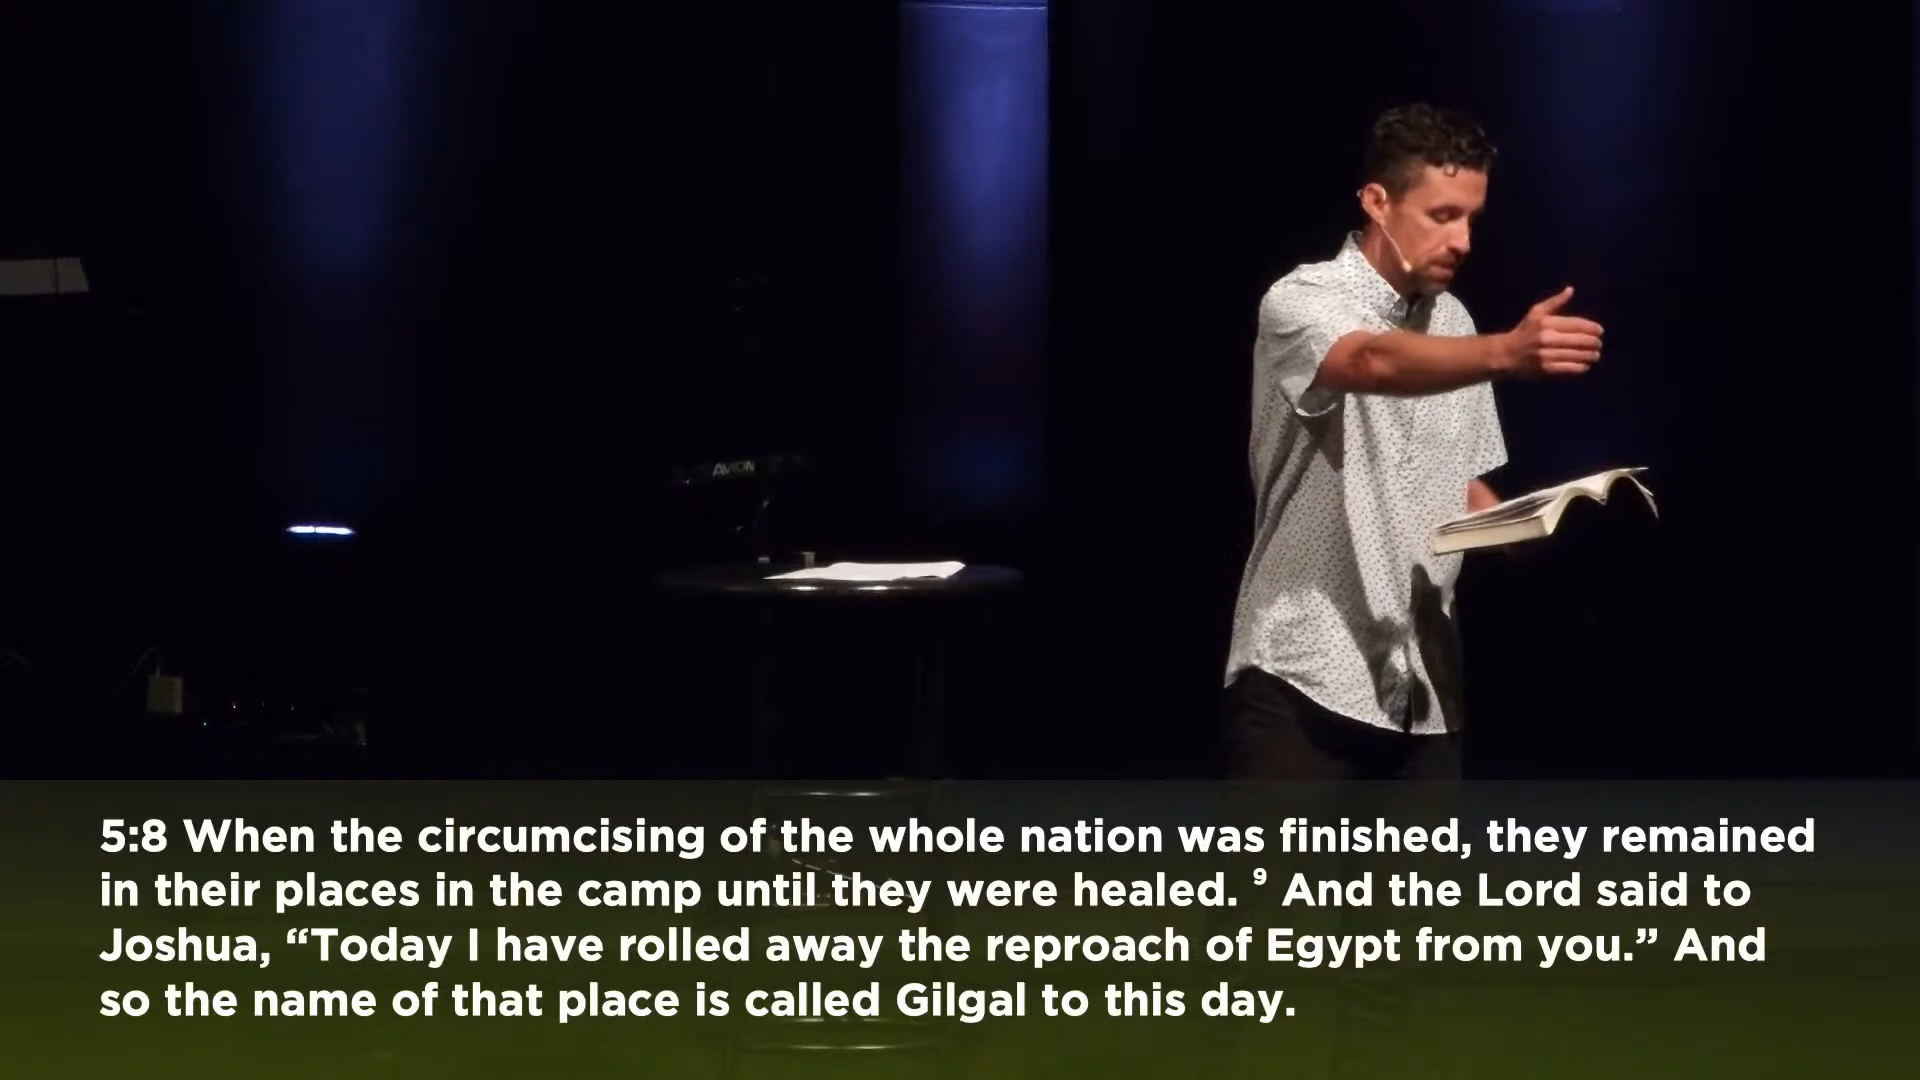 AVION
5:8 When the circumcising of the whole nation was finished, they remained
in their places in the camp until they were healed. ⁹ And the Lord said to
Joshua, “Today I have rolled away the reproach of Egypt from you.” And
so the name of that place is called Gilgal to this day.